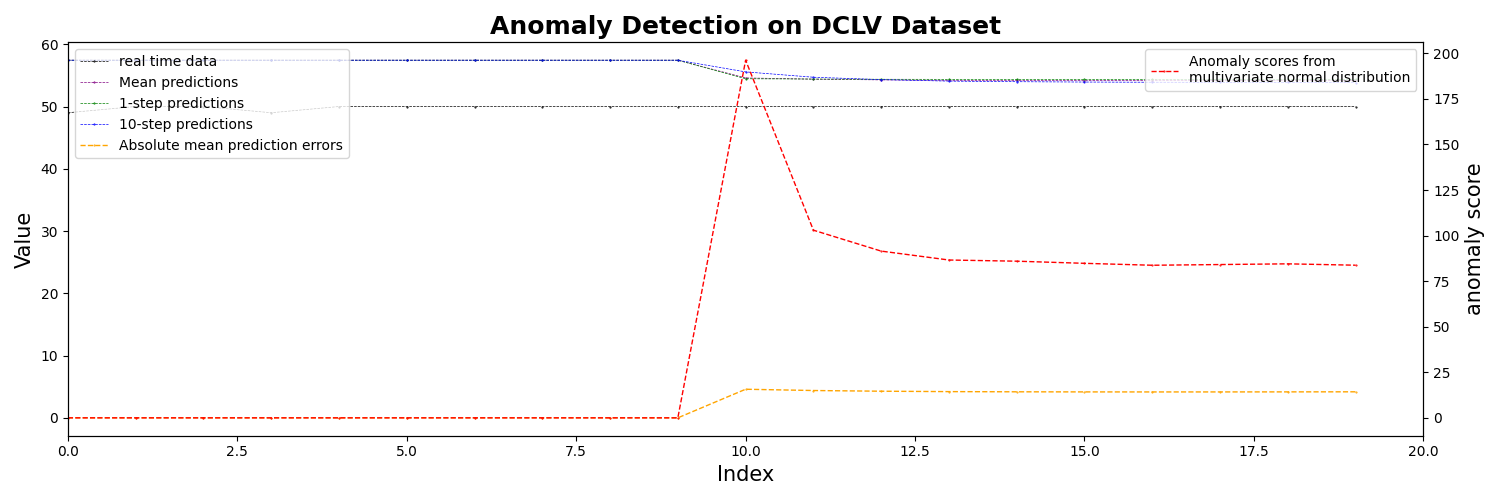 Anomaly Detection on DCLV Dataset
real time data
Mean predictions
1-step predictions
10-step predictions
Absolute mean prediction errors
Anomaly scores from
multivariate normal distribution
Value
60
50
40
30
20
10
0
anomaly score
200
175
150
125
100
75
50
25
0
0.0 2.5 5.0 7.5 10.0 12.5 15.0 17.5 20.0
Index